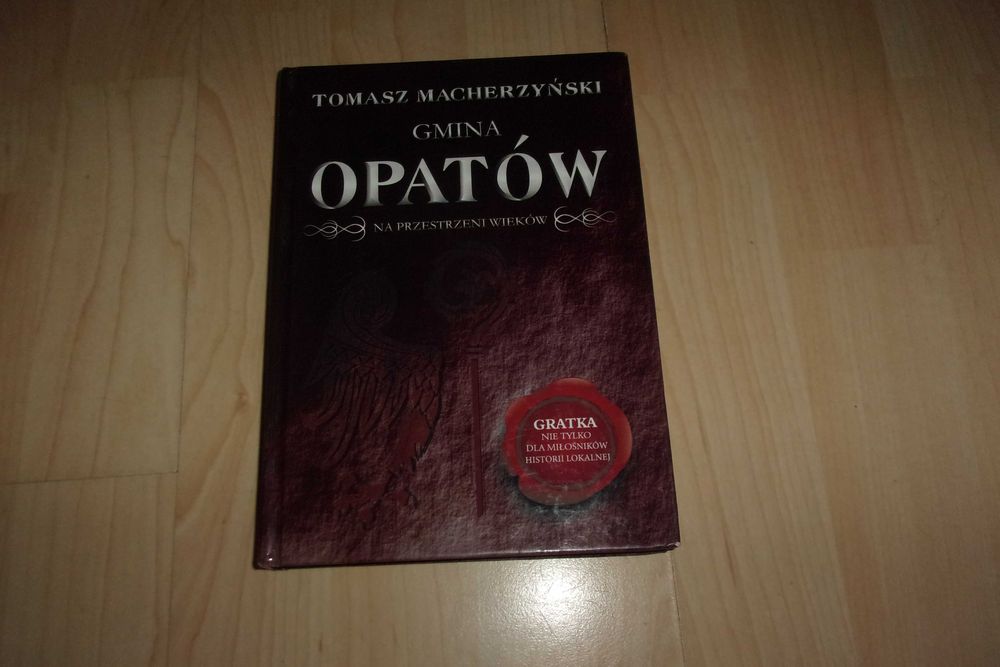 TOMASZ MACHERZYŃSKI
GMINA
OPATÓW
NA PRZESTRZENI WIEKÓW
GRATKA
NIE TYLKO
DLA MIŁOŚNIKÓW
HISTORII LOKALNEJ